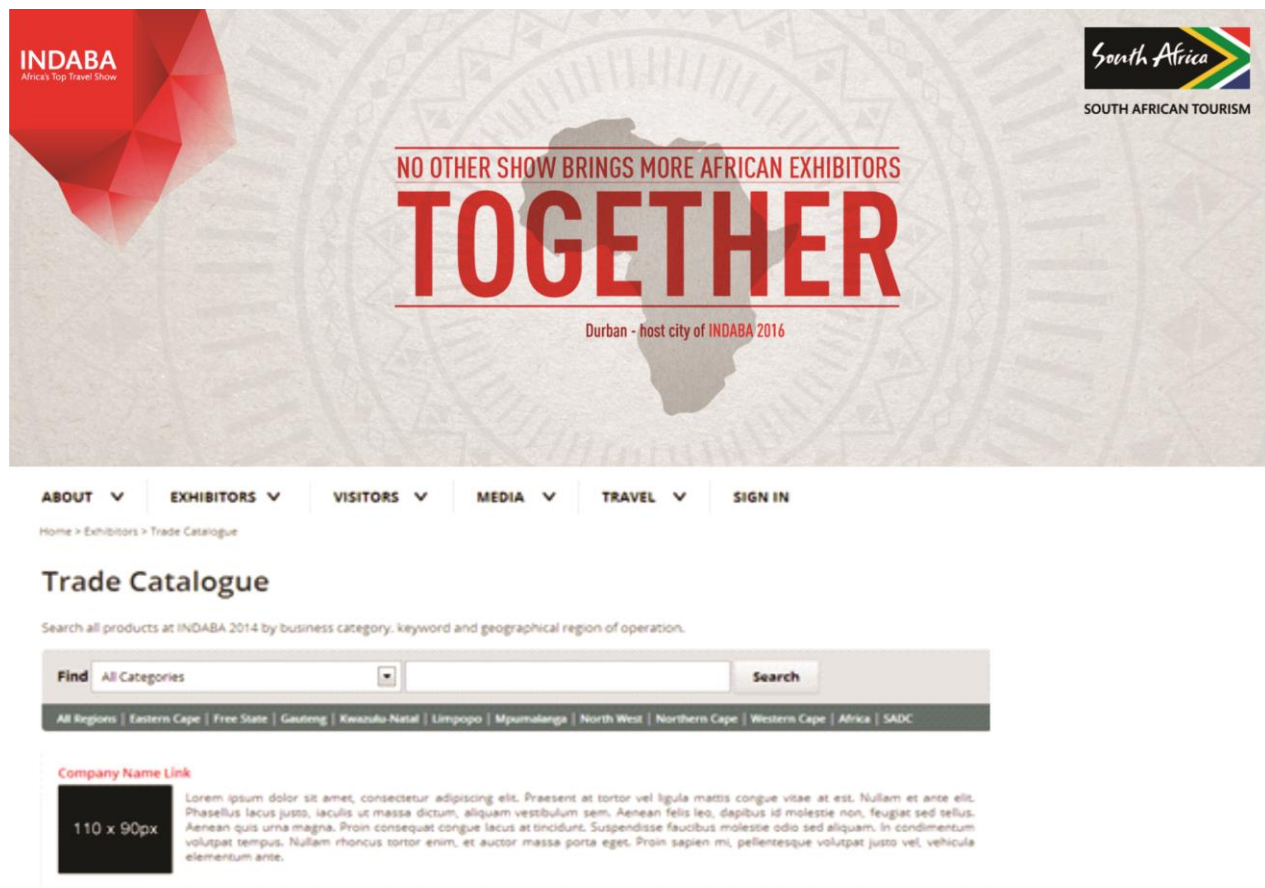 INDABA
Africa's Top Travel Show
South Africa
SOUTH AFRICAN TOURISM
NO OTHER SHOW BRINGS MORE AFRICAN EXHIBITORS
TOGETHER
Durban - host city of INDABA 2016
ABOUT EXHIBITORS VISITORS MEDIA TRAVEL SIGN IN
Home > Exhibitors > Trade Catalogue
Trade Catalogue
Search all products at INDABA 2014 by business category. keyword and geographical region of operation.
Find All Categories Search
All Regions | Eastern Cape | Free State | Gauteng | Kwazulu-Natal | Limpopo | Mpumalanga | North West | Northern Cape | Western Cape | Africa | SADC
Company Name Link
110 x 90px
Lorem ipsum dolor sit amet, consectetur adipiscing elit. Praesent at tortor vel ligula mattis congue vitae at est. Nullam et ante elit.
Phasellus lacus justo, iaculis ut massa dictum, aliquam vestibulum sem. Aenean felis leo, dapibus id molestie non, feugiat sed tellus.
Aenean quis urna magna. Proin consequat congue lacus at tincidunt. Suspendisse faucibus molestie odio sed aliquam. In condimentum
volutpat tempus. Nullam rhoncus tortor enim, et auctor massa porta eget. Proin sapien mi, pellentesque volutpat justo vel, vehicula
elementum ante.